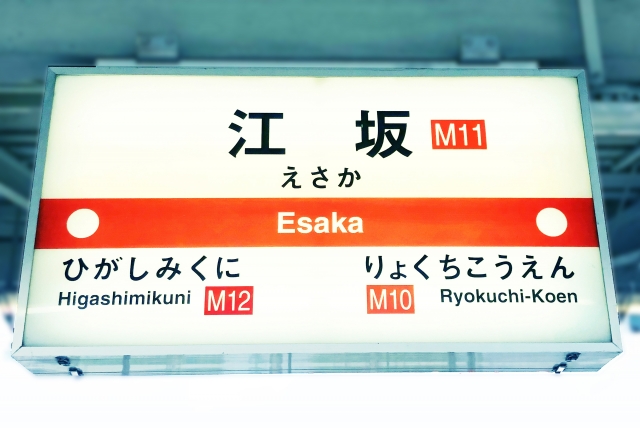 江坂 M11
えさか
Esaka
ひがしみくに りょくちこうえん
Higashimikuni M12 M10 Ryokuchi-Koen